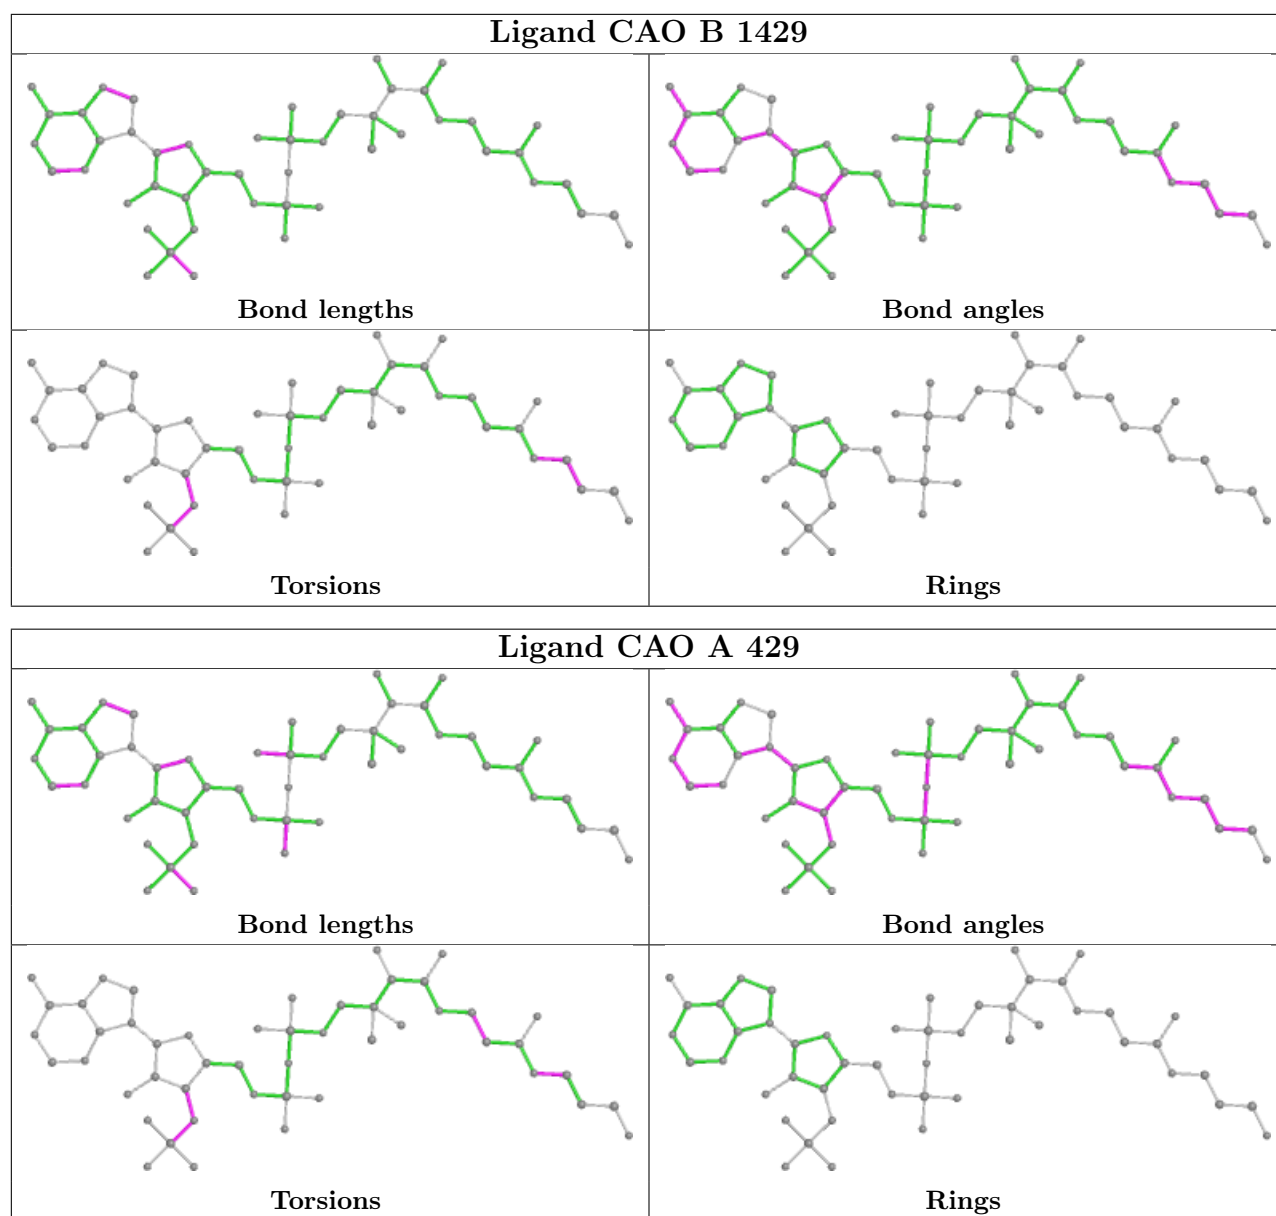 Ligand CAO B 1429
Bond lengths
Bond angles
Torsions
Rings
Ligand CAO A 429
Bond lengths
Bond angles
Torsions
Rings